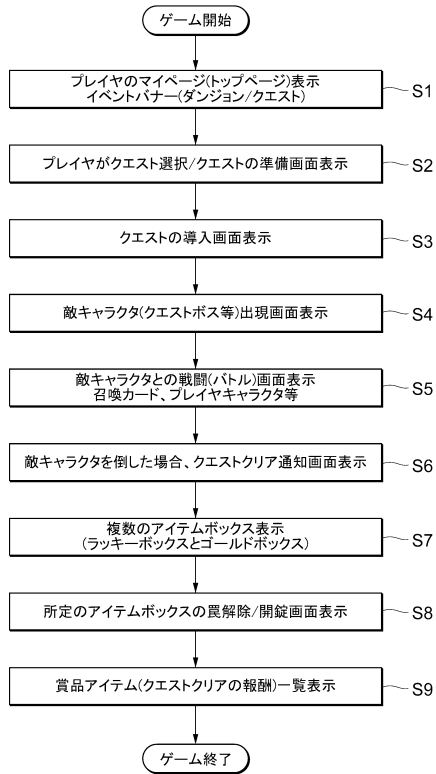 ゲーム開始
プレイヤのマイページ(トップページ)表示
イベントバナー(ダンジョン/クエスト)
S1
プレイヤがクエスト選択/クエストの準備画面表示
S2
クエストの導入画面表示
S3
敵キャラクタ(クエストボス等)出現画面表示
S4
敵キャラクタとの戦闘(バトル)画面表示
召喚カード、プレイヤキャラクタ等
S5
敵キャラクタを倒した場合、クエストクリア通知画面表示
S6
複数のアイテムボックス表示
(ラッキーボックスとゴールドボックス)
S7
所定のアイテムボックスの罠解除/開錠画面表示
S8
賞品アイテム(クエストクリアの報酬)一覧表示
S9
ゲーム終了